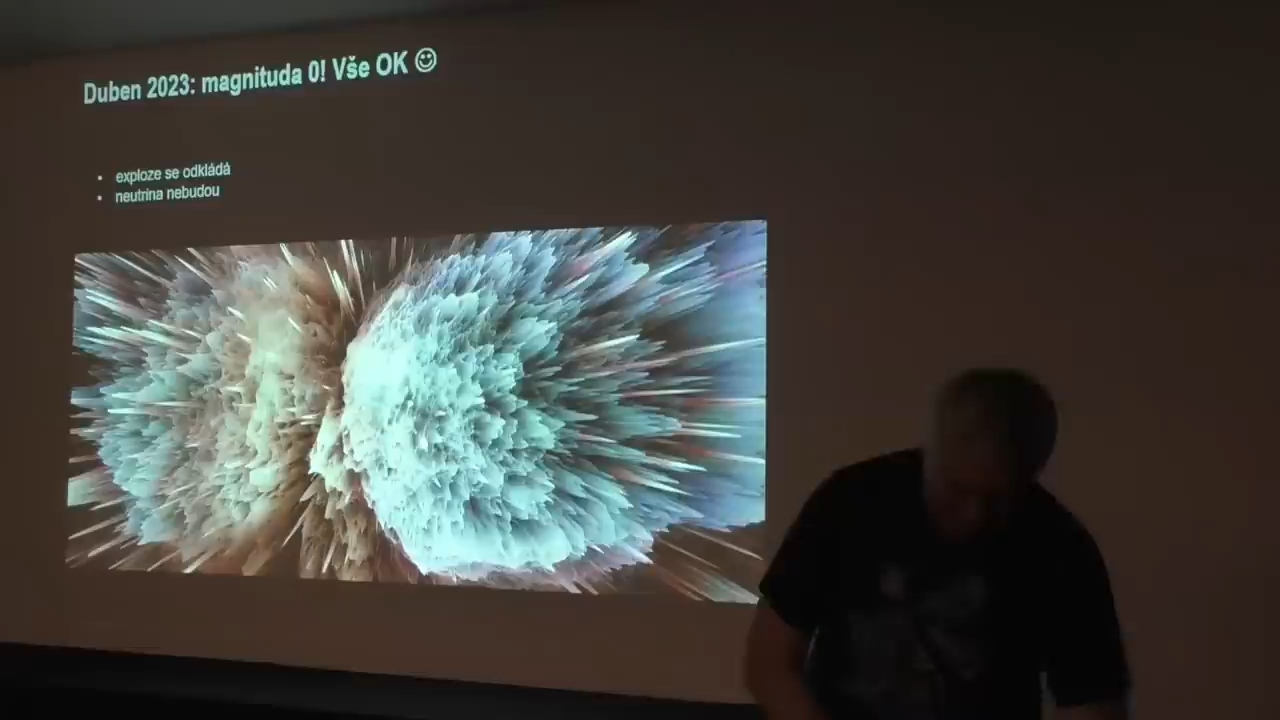 Duben 2023: magnituda 0! Vše OK ☺
• exploze se odkládá
• neutrina nebudou